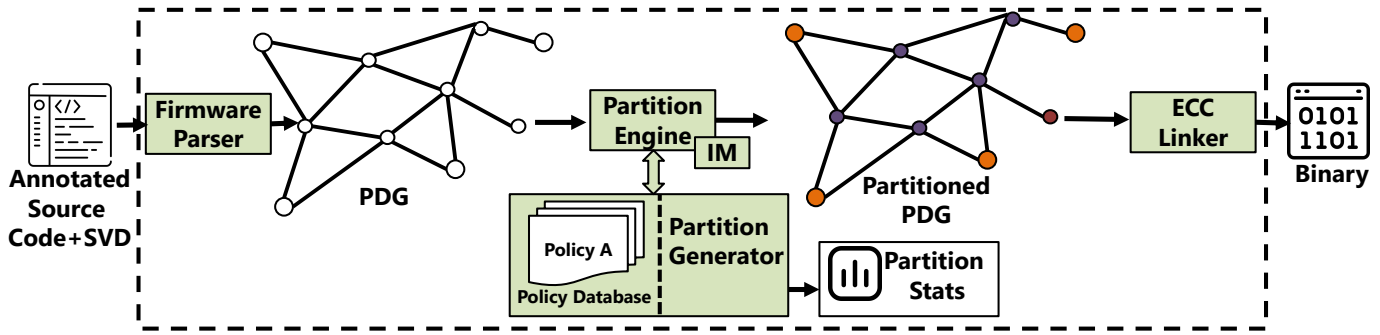 Annotated
Source
Code+SVD
</>
Firmware
Parser
PDG
Partition
Engine
IM
Policy A
Policy Database
Partition
Generator
Partition
Stats
Partitioned
PDG
ECC
Linker
0101
1101
Binary